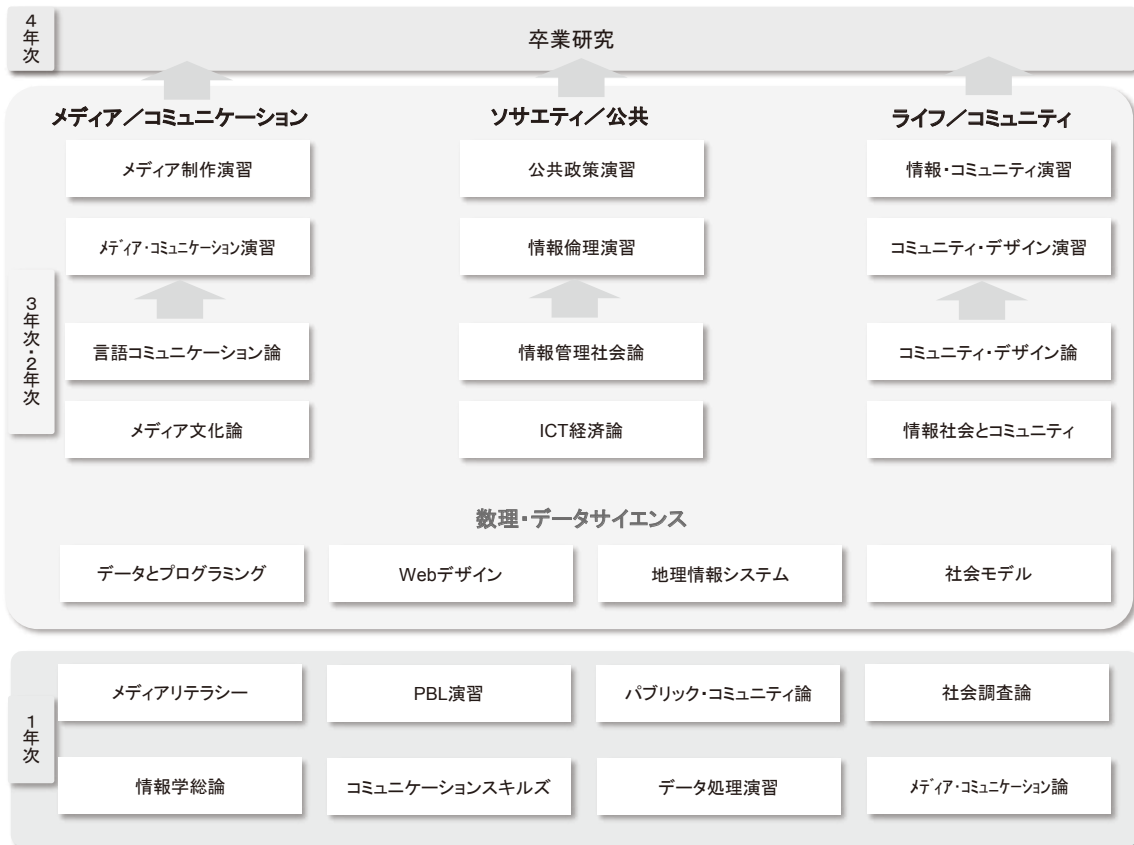 4年次
卒業研究
メディア／コミュニケーション
ソサエティ／公共
ライフ／コミュニティ
メディア制作演習
公共政策演習
情報・コミュニティ演習
メディア・コミュニケーション演習
情報倫理演習
コミュニティ・デザイン演習
3年次・2年次
言語コミュニケーション論
情報管理社会論
コミュニティ・デザイン論
メディア文化論
ICT経済論
情報社会とコミュニティ
数理・データサイエンス
データとプログラミング
Webデザイン
地理情報システム
社会モデル
1年次
メディアリテラシー
PBL演習
パブリック・コミュニティ論
社会調査論
情報学総論
コミュニケーションスキルズ
データ処理演習
メディア・コミュニケーション論